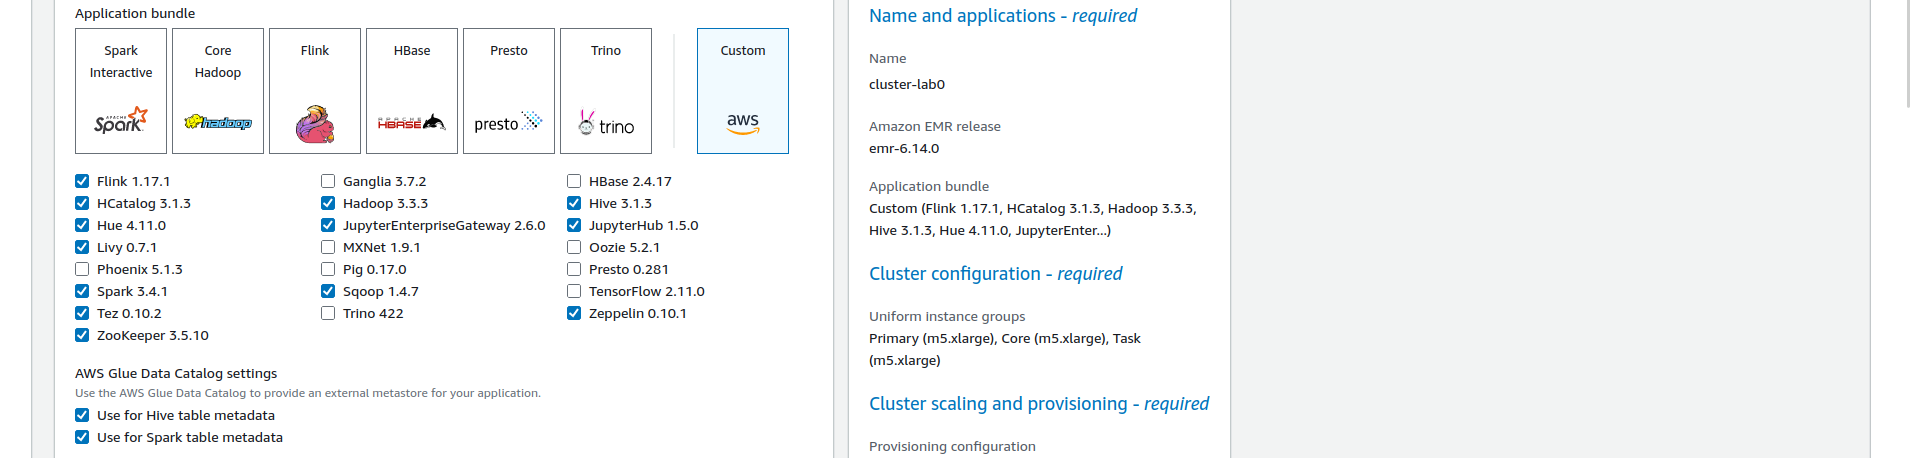 Application bundle
Spark Interactive
APACHE Spark
Core Hadoop
hadoop
Flink
HBase
APACHE HBASE
Presto
presto
Trino
trino
Custom
aws
Flink 1.17.1
Ganglia 3.7.2
HBase 2.4.17
HCatalog 3.1.3
Hadoop 3.3.3
Hive 3.1.3
Hue 4.11.0
JupyterEnterpriseGateway 2.6.0
JupyterHub 1.5.0
Livy 0.7.1
MXNet 1.9.1
Oozie 5.2.1
Phoenix 5.1.3
Pig 0.17.0
Presto 0.281
Spark 3.4.1
Sqoop 1.4.7
TensorFlow 2.11.0
Tez 0.10.2
Trino 422
Zeppelin 0.10.1
ZooKeeper 3.5.10
AWS Glue Data Catalog settings
Use the AWS Glue Data Catalog to provide an external metastore for your application.
Use for Hive table metadata
Use for Spark table metadata
Name and applications - required
Name
cluster-lab0
Amazon EMR release
emr-6.14.0
Application bundle
Custom (Flink 1.17.1, HCatalog 3.1.3, Hadoop 3.3.3,
Hive 3.1.3, Hue 4.11.0, JupyterEnter...)
Cluster configuration - required
Uniform instance groups
Primary (m5.xlarge), Core (m5.xlarge), Task
(m5.xlarge)
Cluster scaling and provisioning - required
Provisioning configuration